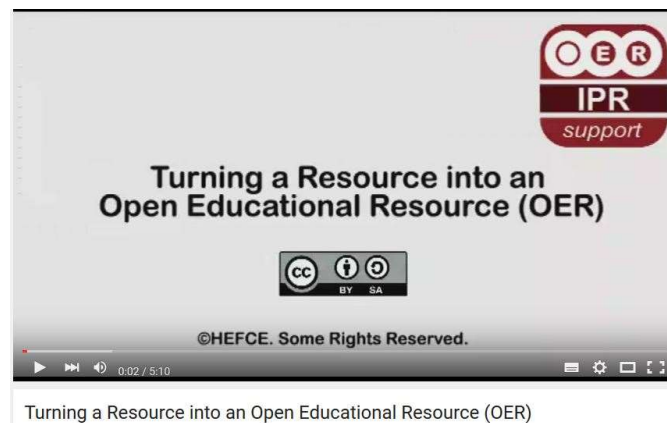 OER
IPR
support
Turning a Resource into an
Open Educational Resource (OER)
cc
BY SA
©HEFCE. Some Rights Reserved.
0:02 / 5:10
Turning a Resource into an Open Educational Resource (OER)